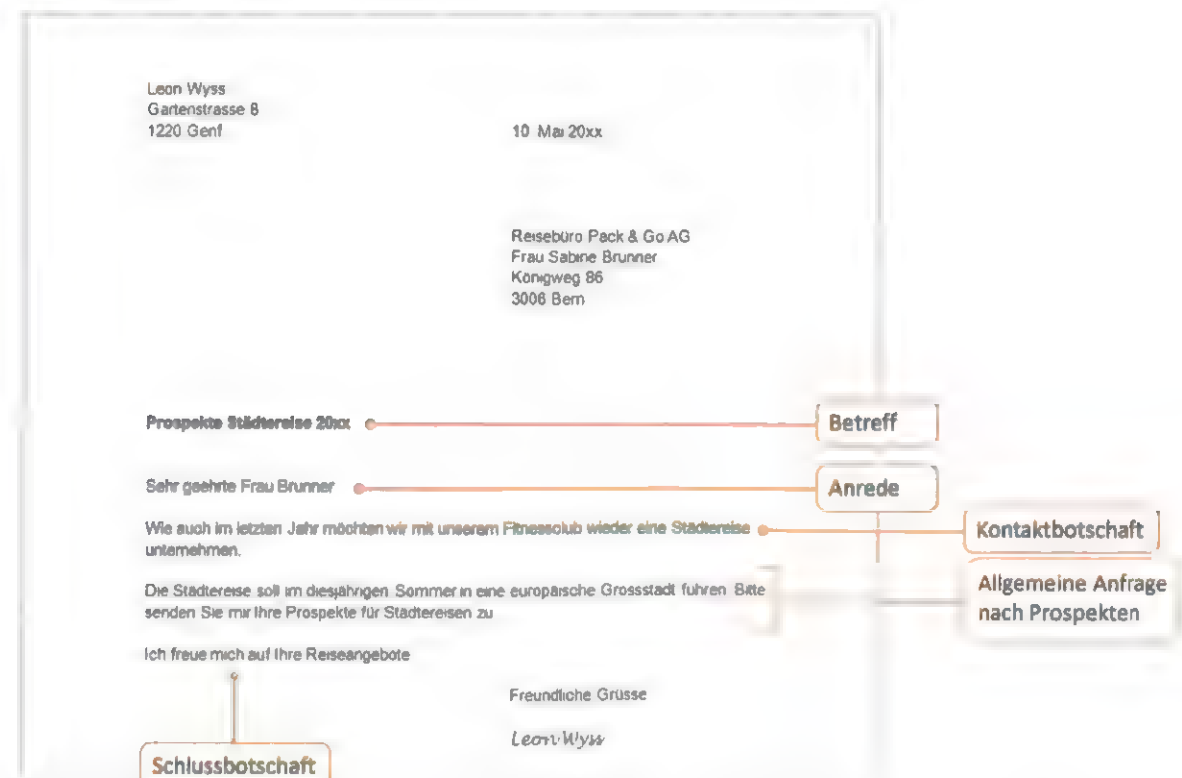 Leon Wyss
Gartenstrasse 8
1220 Genf
10 Mai 20xx
Reisebüro Pack & Go AG
Frau Sabine Brunner
Königweg 86
3006 Bern
Prospekte Städtereise 20xx
Betreff
Sehr geehrte Frau Brunner
Anrede
Wie auch im letzten Jahr möchten wir mit unserem Fitnessclub wieder eine Städtereise
unternehmen.
Kontaktbotschaft
Die Städtereise soll im diesjährigen Sommer in eine europäische Grossstadt führen Bitte
senden Sie mir Ihre Prospekte für Städtereisen zu
Allgemeine Anfrage
nach Prospekten
Ich freue mich auf Ihre Reiseangebote
Freundliche Grüsse
Leon Wyss
Schlussbotschaft